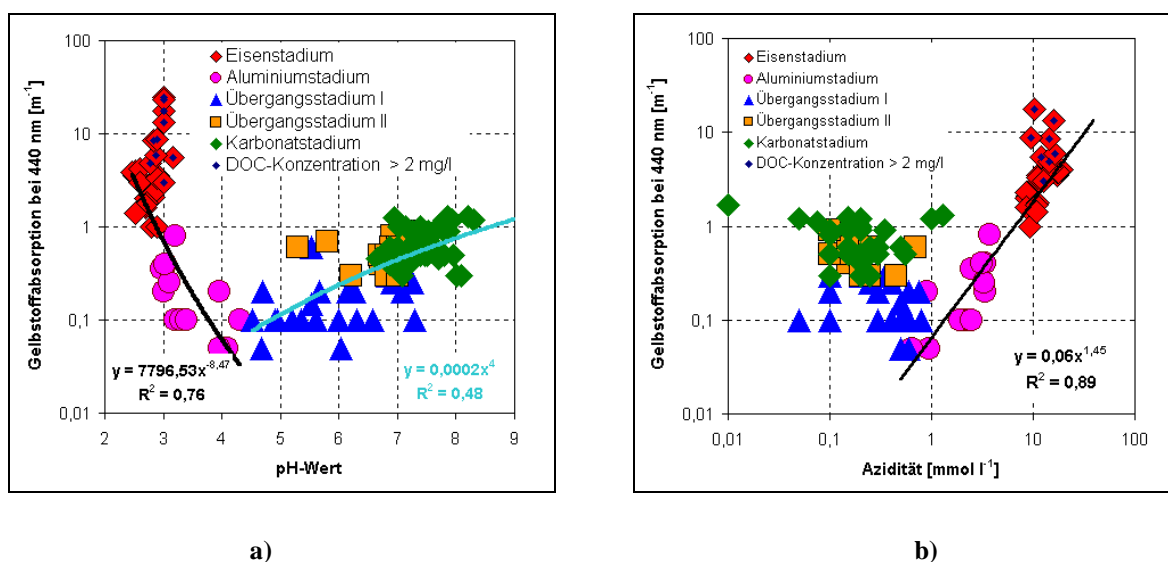 Gelbstoffabsorption bei 440 nm [m⁻¹]
100
10
1
0,1
0,01
Eisenstadium
Aluminiumstadium
Übergangsstadium I
Übergangsstadium II
Karbonatstadium
DOC-Konzentration > 2 mg/l
y = 7796,53x⁻⁸,⁴⁷
R² = 0,76
y = 0,0002x⁴
R² = 0,48
2 3 4 5 6 7 8 9
pH-Wert
a)
Gelbstoffabsorption bei 440 nm [m⁻¹]
100
10
1
0,1
0,01
Eisenstadium
Aluminiumstadium
Übergangsstadium I
Übergangsstadium II
Karbonatstadium
DOC-Konzentration > 2 mg/l
y = 0,06x¹,⁴⁵
R² = 0,89
0,01 0,1 1 10 100
Azidität [mmol l⁻¹]
b)